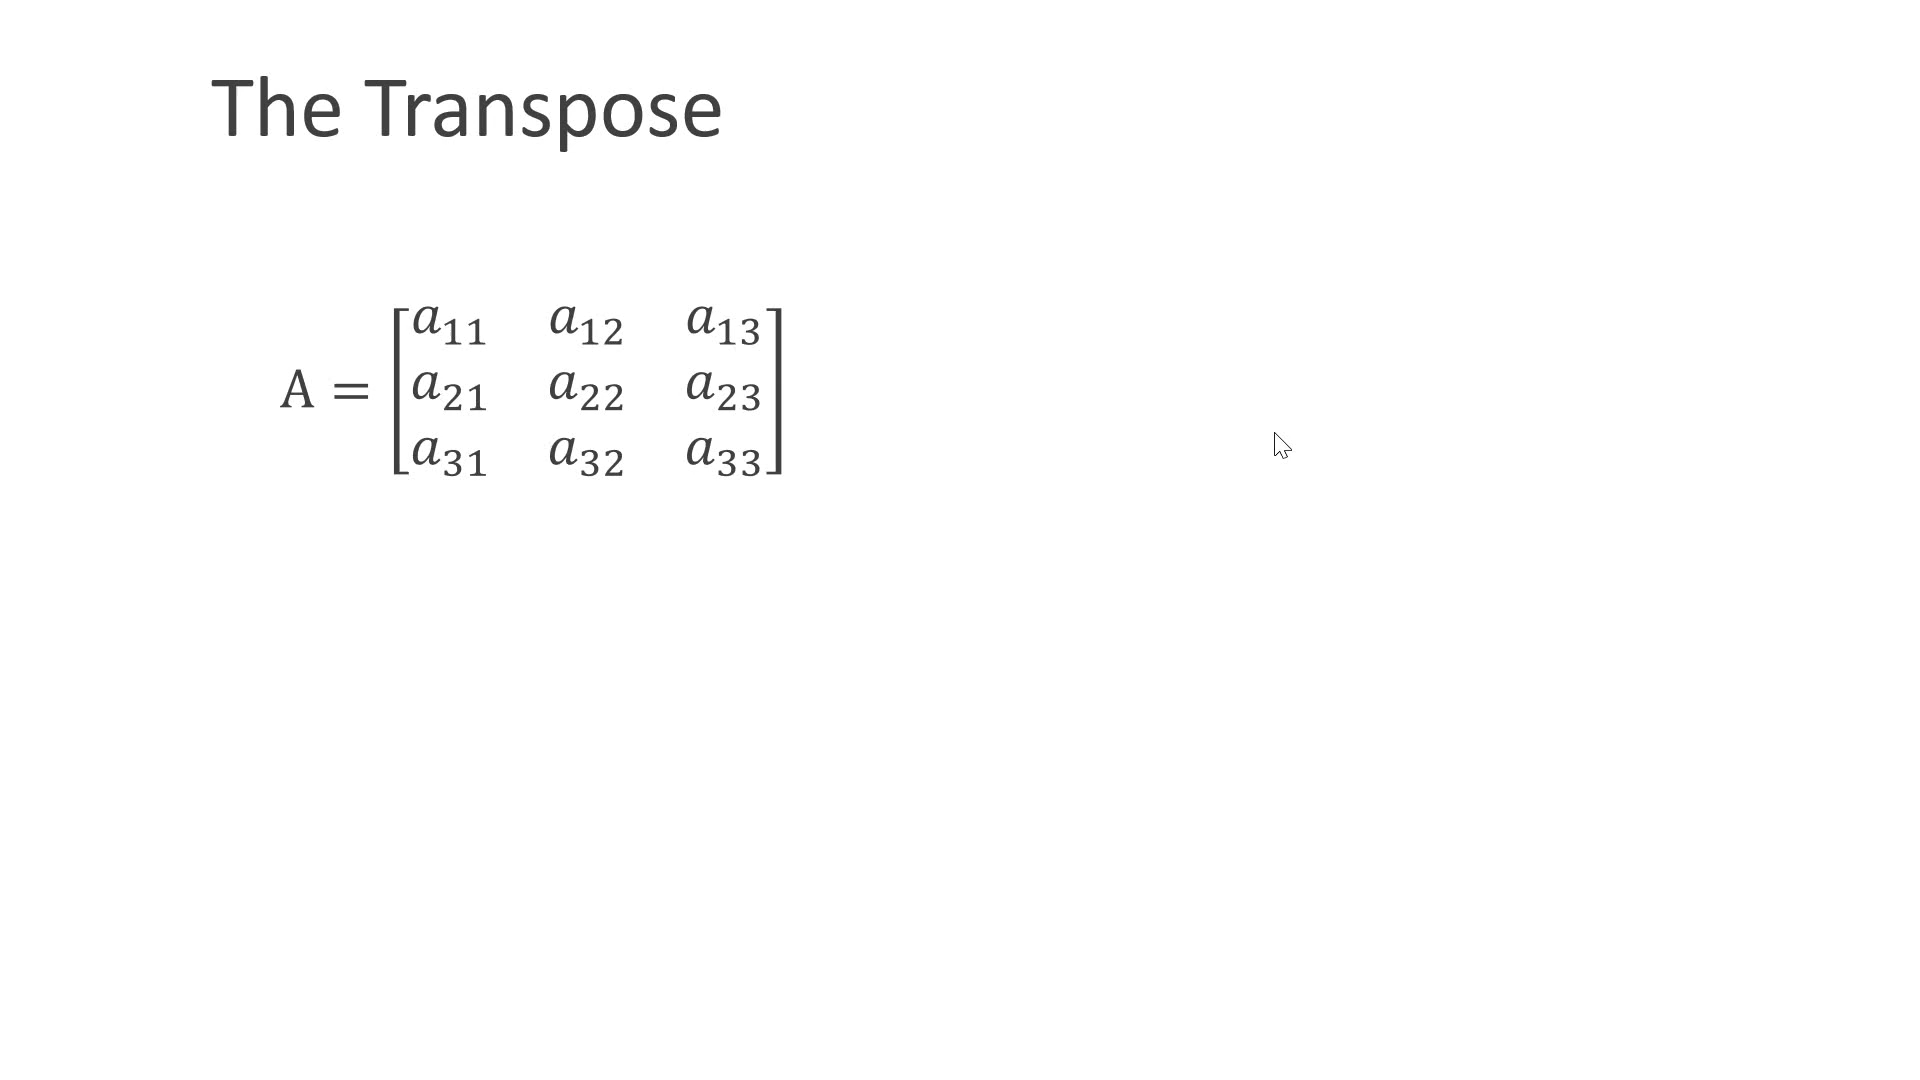 The Transpose
a₁₁ a₁₂ a₁₃
A = a₂₁ a₂₂ a₂₃
a₃₁ a₃₂ a₃₃